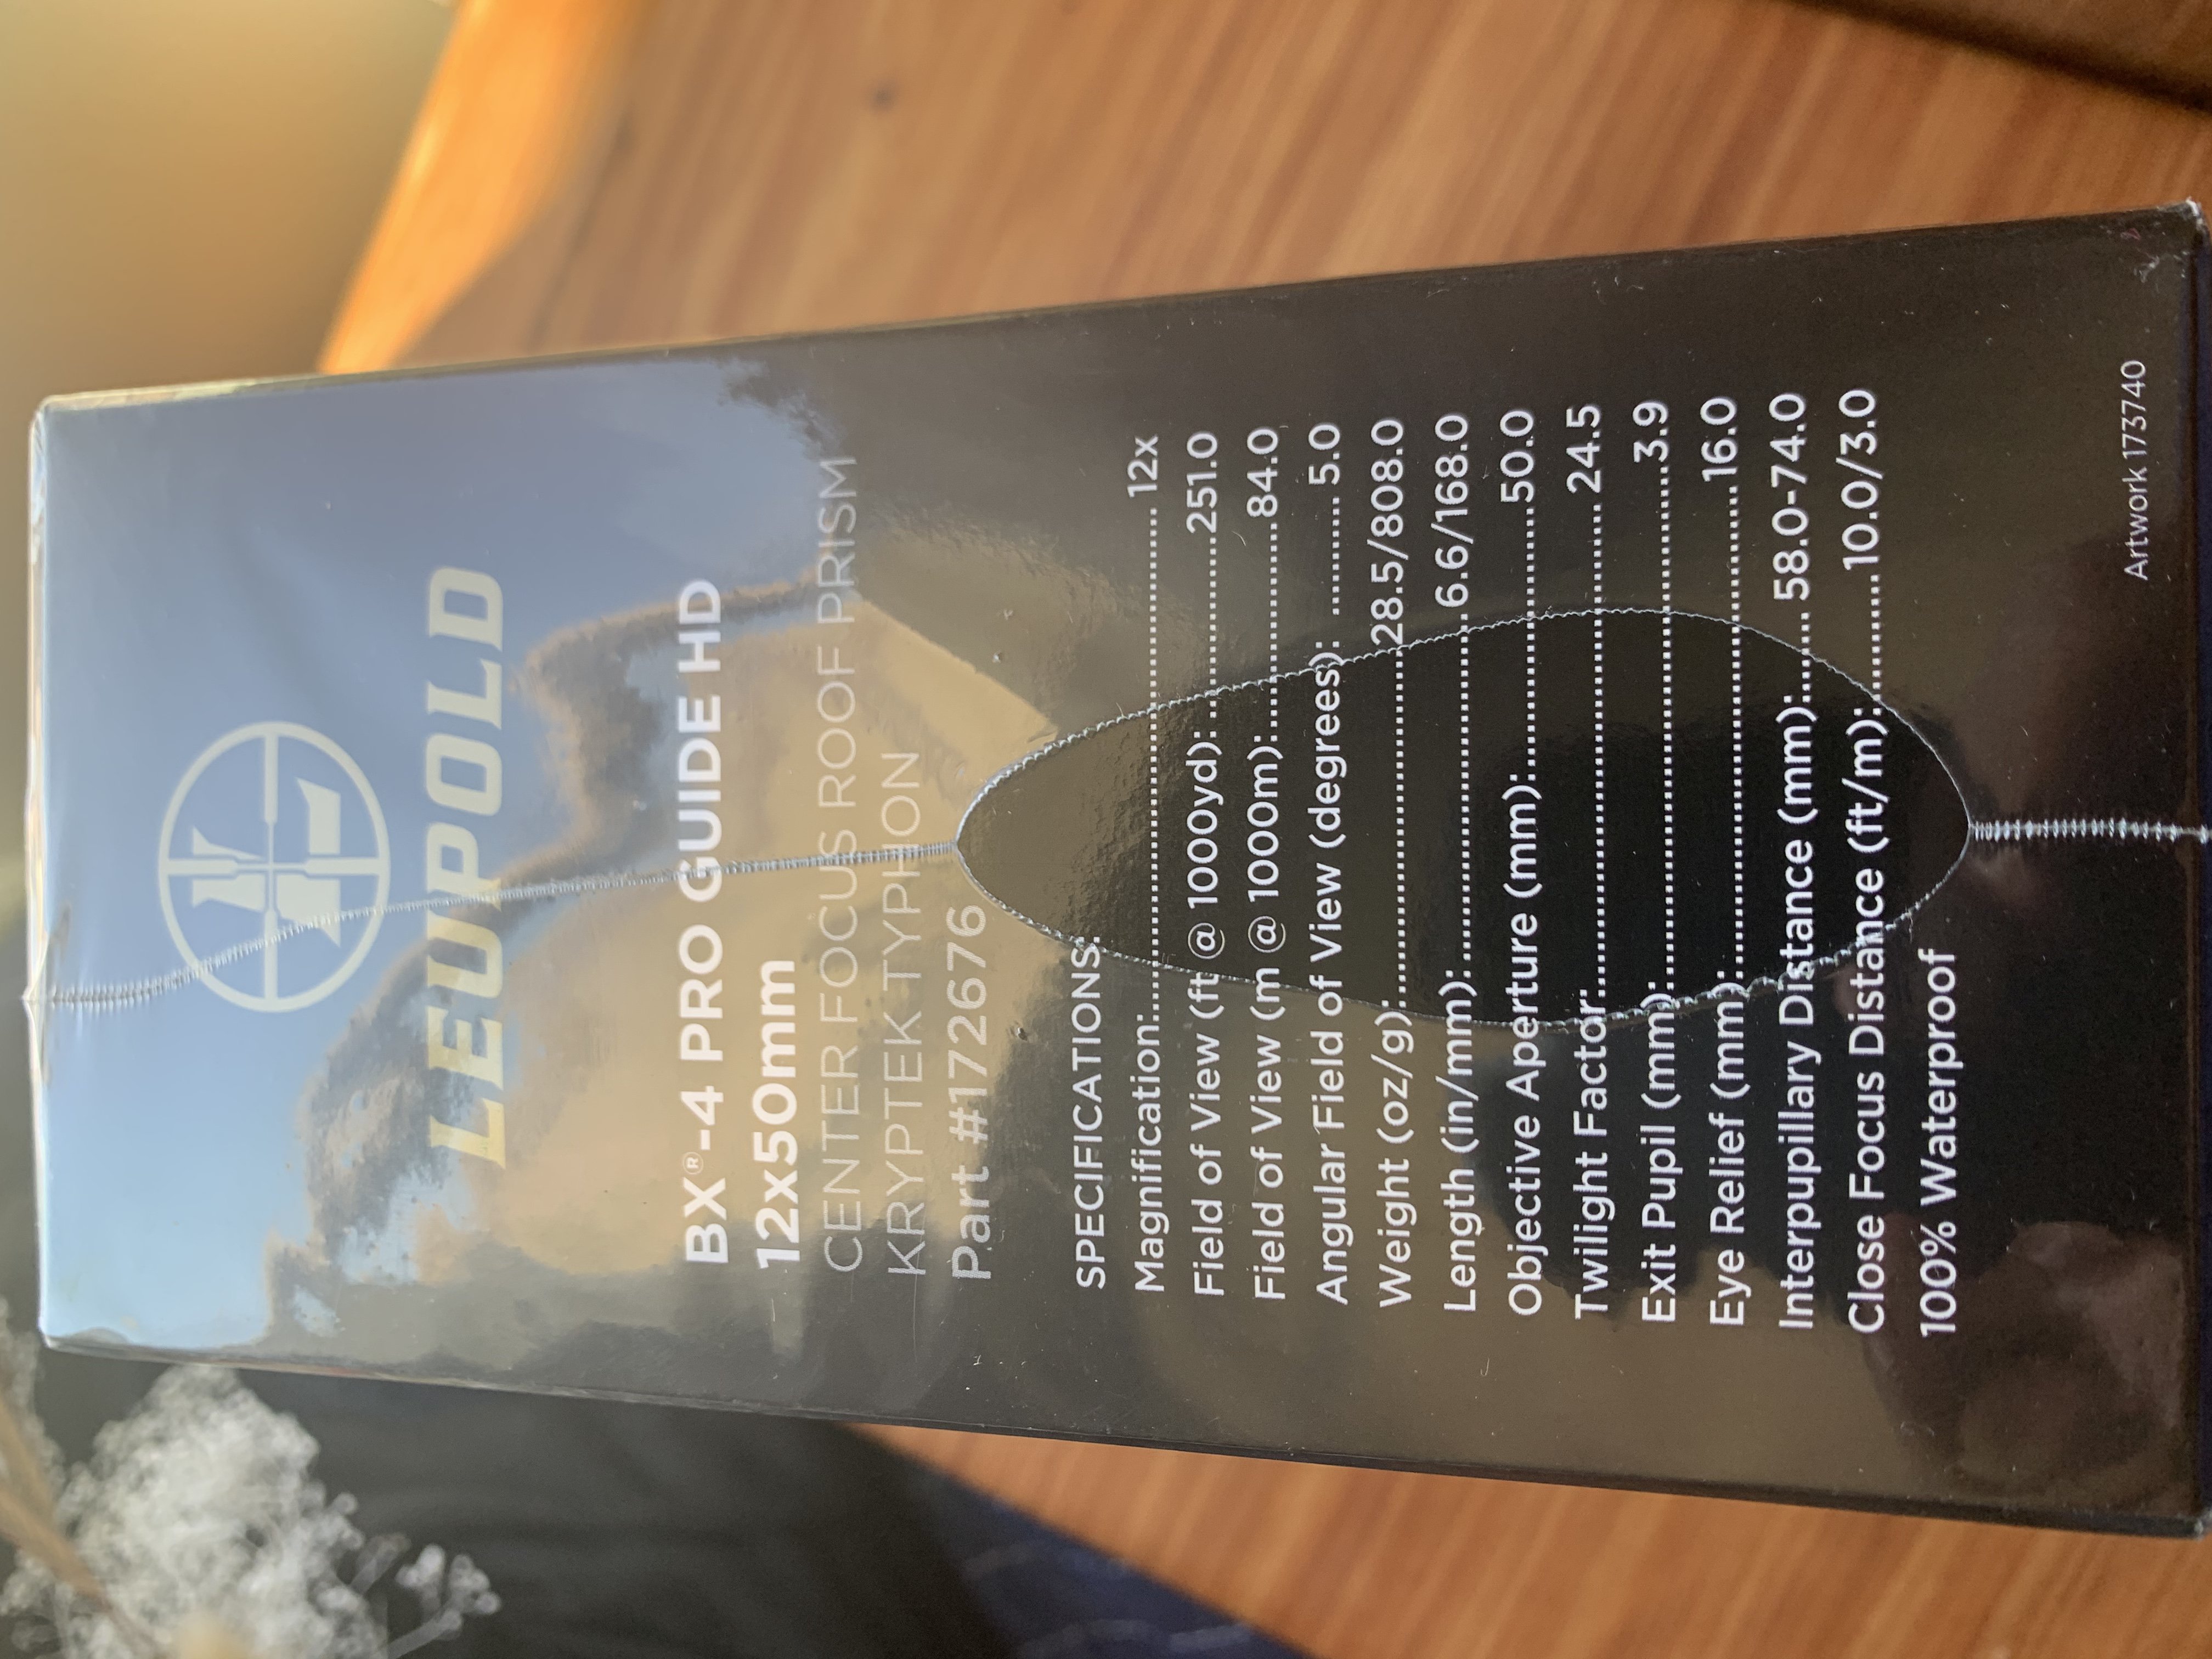 LEUPOLD
BX®-4 PRO GUIDE HD
12x50mm
CENTER FOCUS ROOF PRISM
KRYPTEK TYPHON
Part #172676
SPECIFICATIONS:
Magnification:.......................................................... 12x
Field of View (ft @ 1000yd): ..........................251.0
Field of View (m @ 1000m):............................84.0
Angular Field of View (degrees): ............ 5.0
Weight (oz/g):.............................................28.5/808.0
Length (in/mm):............................................ 6.6/168.0
Objective Aperture (mm):.................................50.0
Twilight Factor:........................................................ 24.5
Exit Pupil (mm):..........................................................3.9
Eye Relief (mm):........................................................16.0
Interpupillary Distance (mm):......... 58.0-74.0
Close Focus Distance (ft/m):..............10.0/3.0
100% Waterproof
Artwork 173740